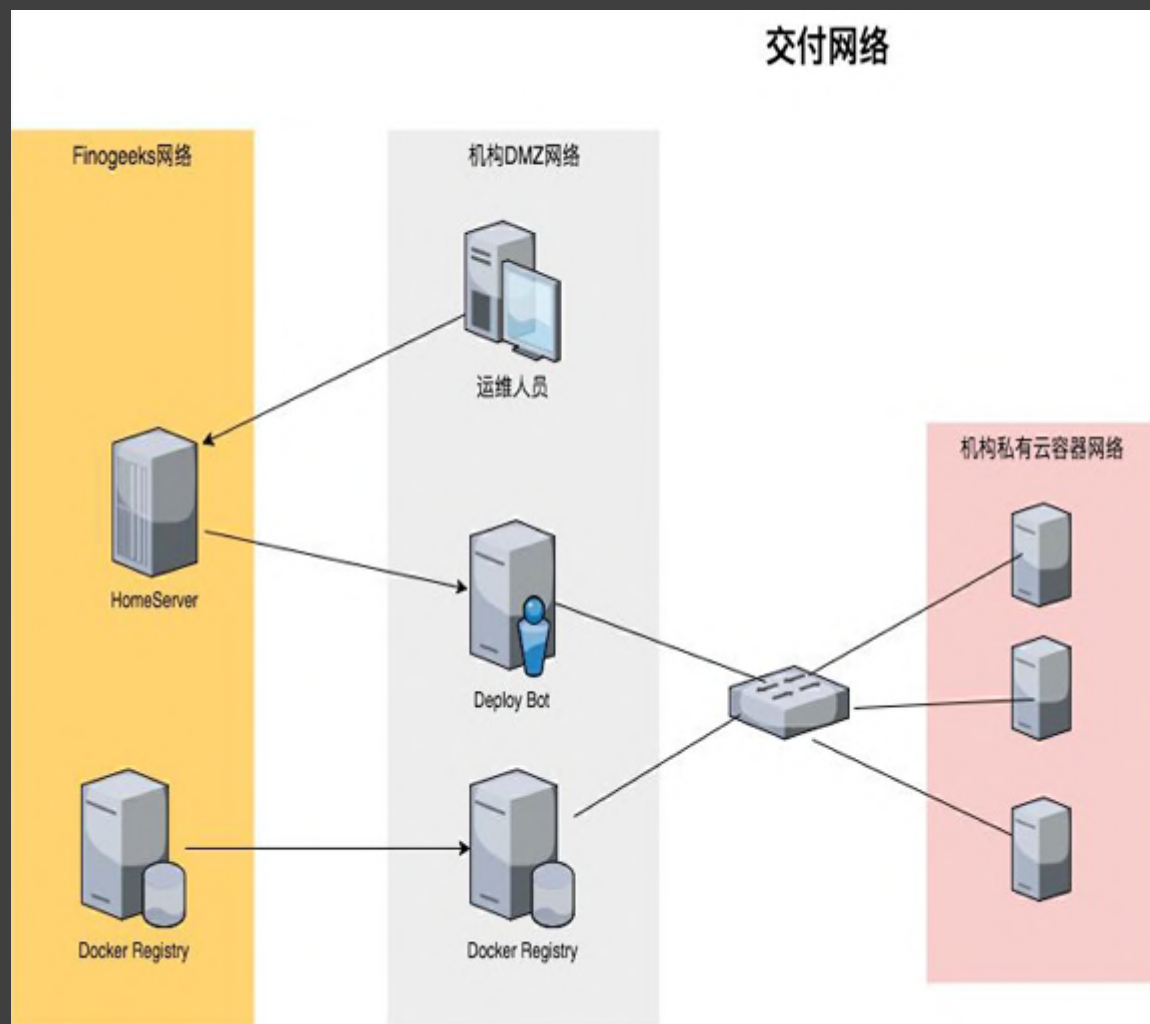 交付网络
Finogeeks网络
机构DMZ网络
运维人员
机构私有云容器网络
HomeServer
Deploy Bot
Docker Registry
Docker Registry